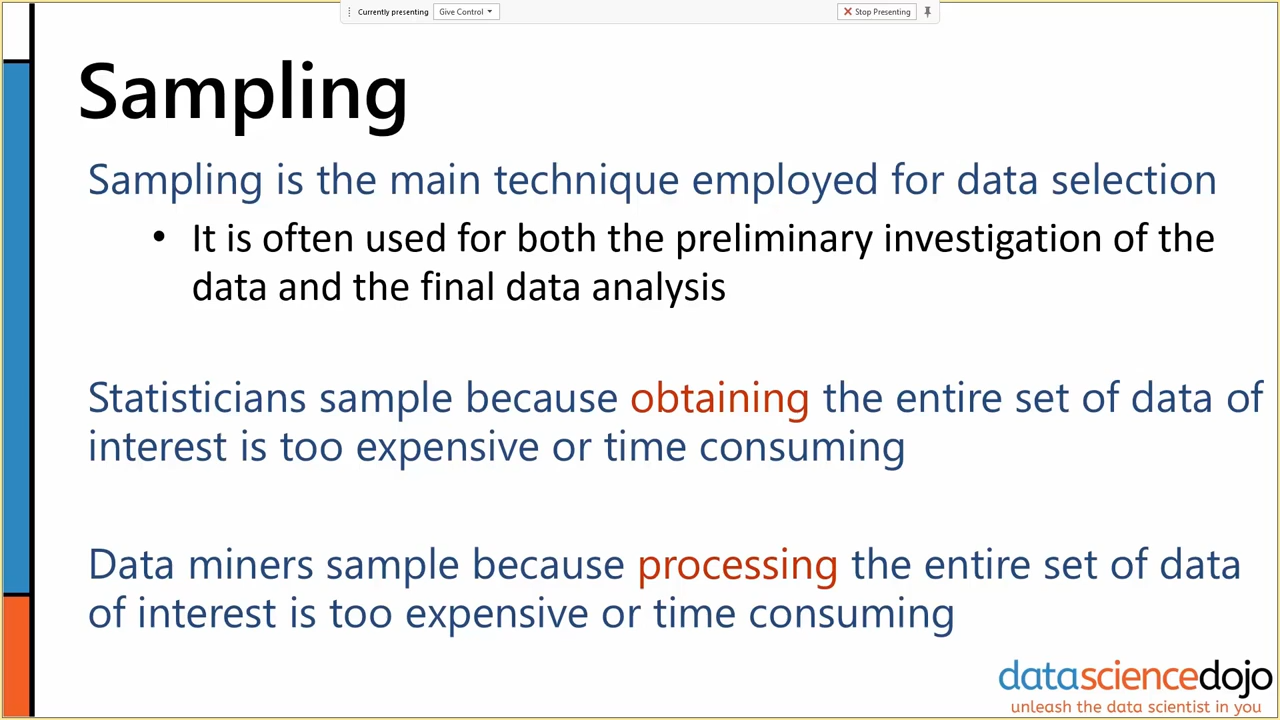 Currently presenting Give Control Stop Presenting
Sampling
Sampling is the main technique employed for data selection
• It is often used for both the preliminary investigation of the
data and the final data analysis
Statisticians sample because obtaining the entire set of data of
interest is too expensive or time consuming
Data miners sample because processing the entire set of data
of interest is too expensive or time consuming
datasciencedojo
unleash the data scientist in you